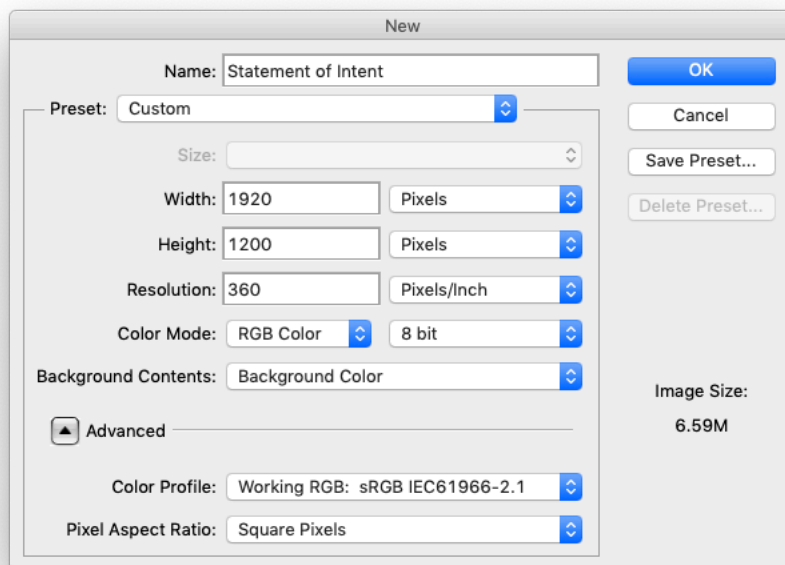 New
Name: Statement of Intent
OK
Preset: Custom
Cancel
Size:
Save Preset...
Width: 1920 Pixels
Delete Preset...
Height: 1200 Pixels
Resolution: 360 Pixels/Inch
Color Mode: RGB Color 8 bit
Background Contents: Background Color
Image Size:
6.59M
Advanced
Color Profile: Working RGB: sRGB IEC61966-2.1
Pixel Aspect Ratio: Square Pixels